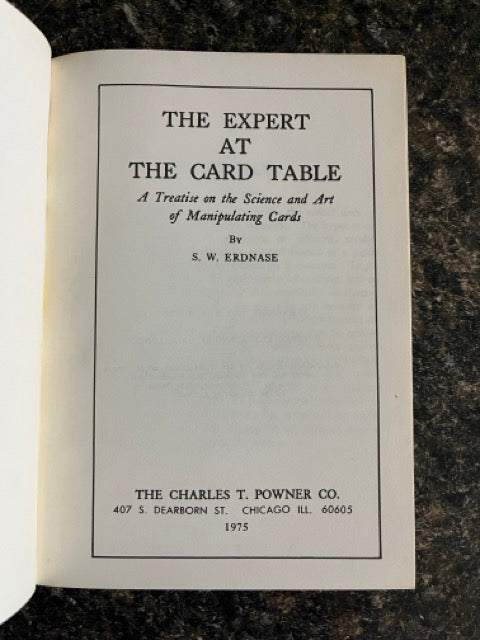 THE EXPERT
AT
THE CARD TABLE
A Treatise on the Science and Art
of Manipulating Cards
By
S. W. ERDNASE
THE CHARLES T. POWNER CO.
407 S. DEARBORN ST. CHICAGO ILL. 60605
1975